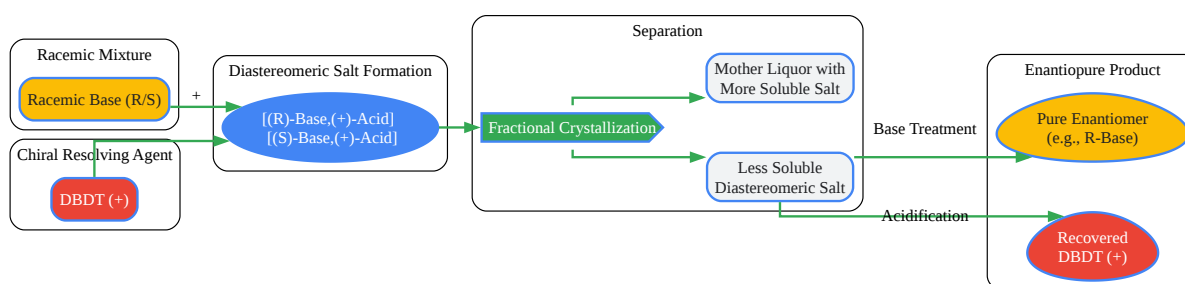 Racemic Mixture
Racemic Base (R/S)
+
Chiral Resolving Agent
DBDT (+)
Diastereomeric Salt Formation
[(R)-Base,(+)-Acid]
[(S)-Base,(+)-Acid]
Separation
Fractional Crystallization
Mother Liquor with
More Soluble Salt
Less Soluble
Diastereomeric Salt
Base Treatment
Acidification
Enantiopure Product
Pure Enantiomer
(e.g., R-Base)
Recovered
DBDT (+)